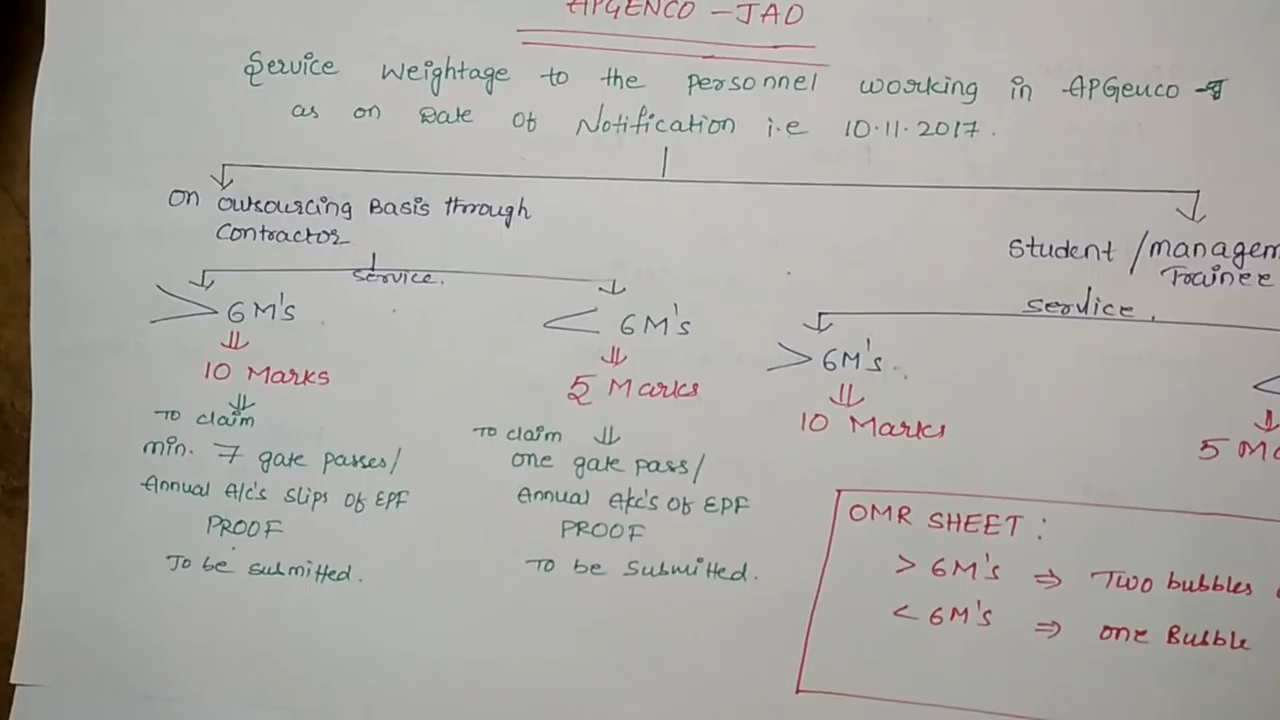 APGENCO - JAO
Service Weightage to the personnel working in APGenco
as on Date Of Notification i.e 10.11.2017.
On Outsourcing Basis through
Contractor
Service.
> 6M's
10 Marks
To claim
min. 7 gate passes/
Annual A/c's Slips of EPF
PROOF
To be submitted.
< 6M's
5 Marks
To claim
one gate pass/
Annual A/c's Of EPF
PROOF
To be Submitted.
Student / managem
Trainee
Service.
> 6M's.
10 Marks
<
5 Ma
OMR SHEET :
> 6M's ⇒ Two bubbles
< 6M's ⇒ one Bubble